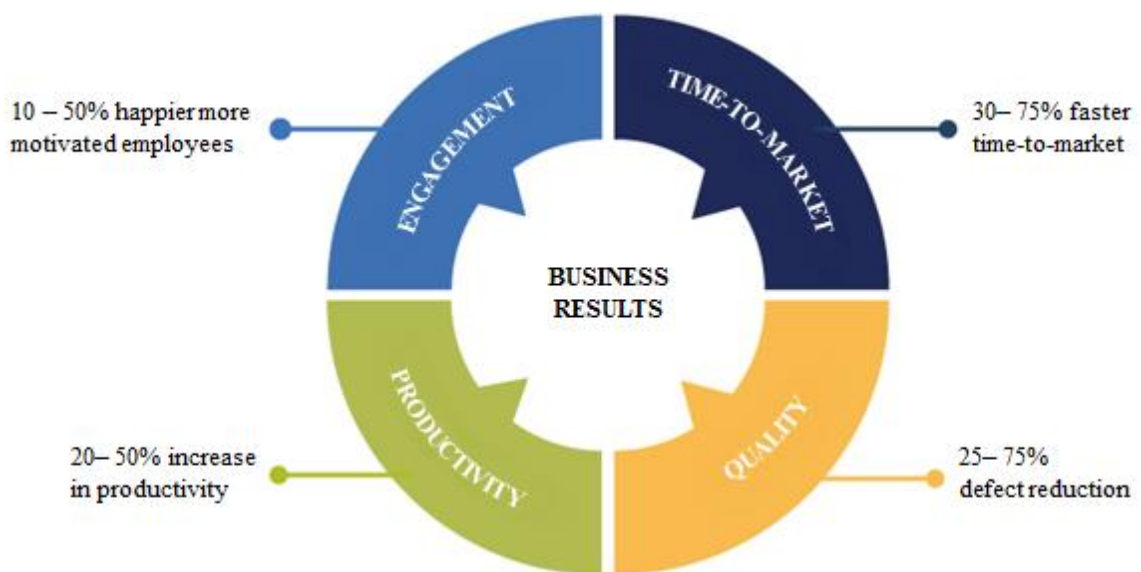 10 – 50% happier more
motivated employees
ENGAGEMENT
TIME-TO-MARKET
30– 75% faster
time-to-market
BUSINESS
RESULTS
20– 50% increase
in productivity
PRODUCTIVITY
QUALITY
25– 75%
defect reduction